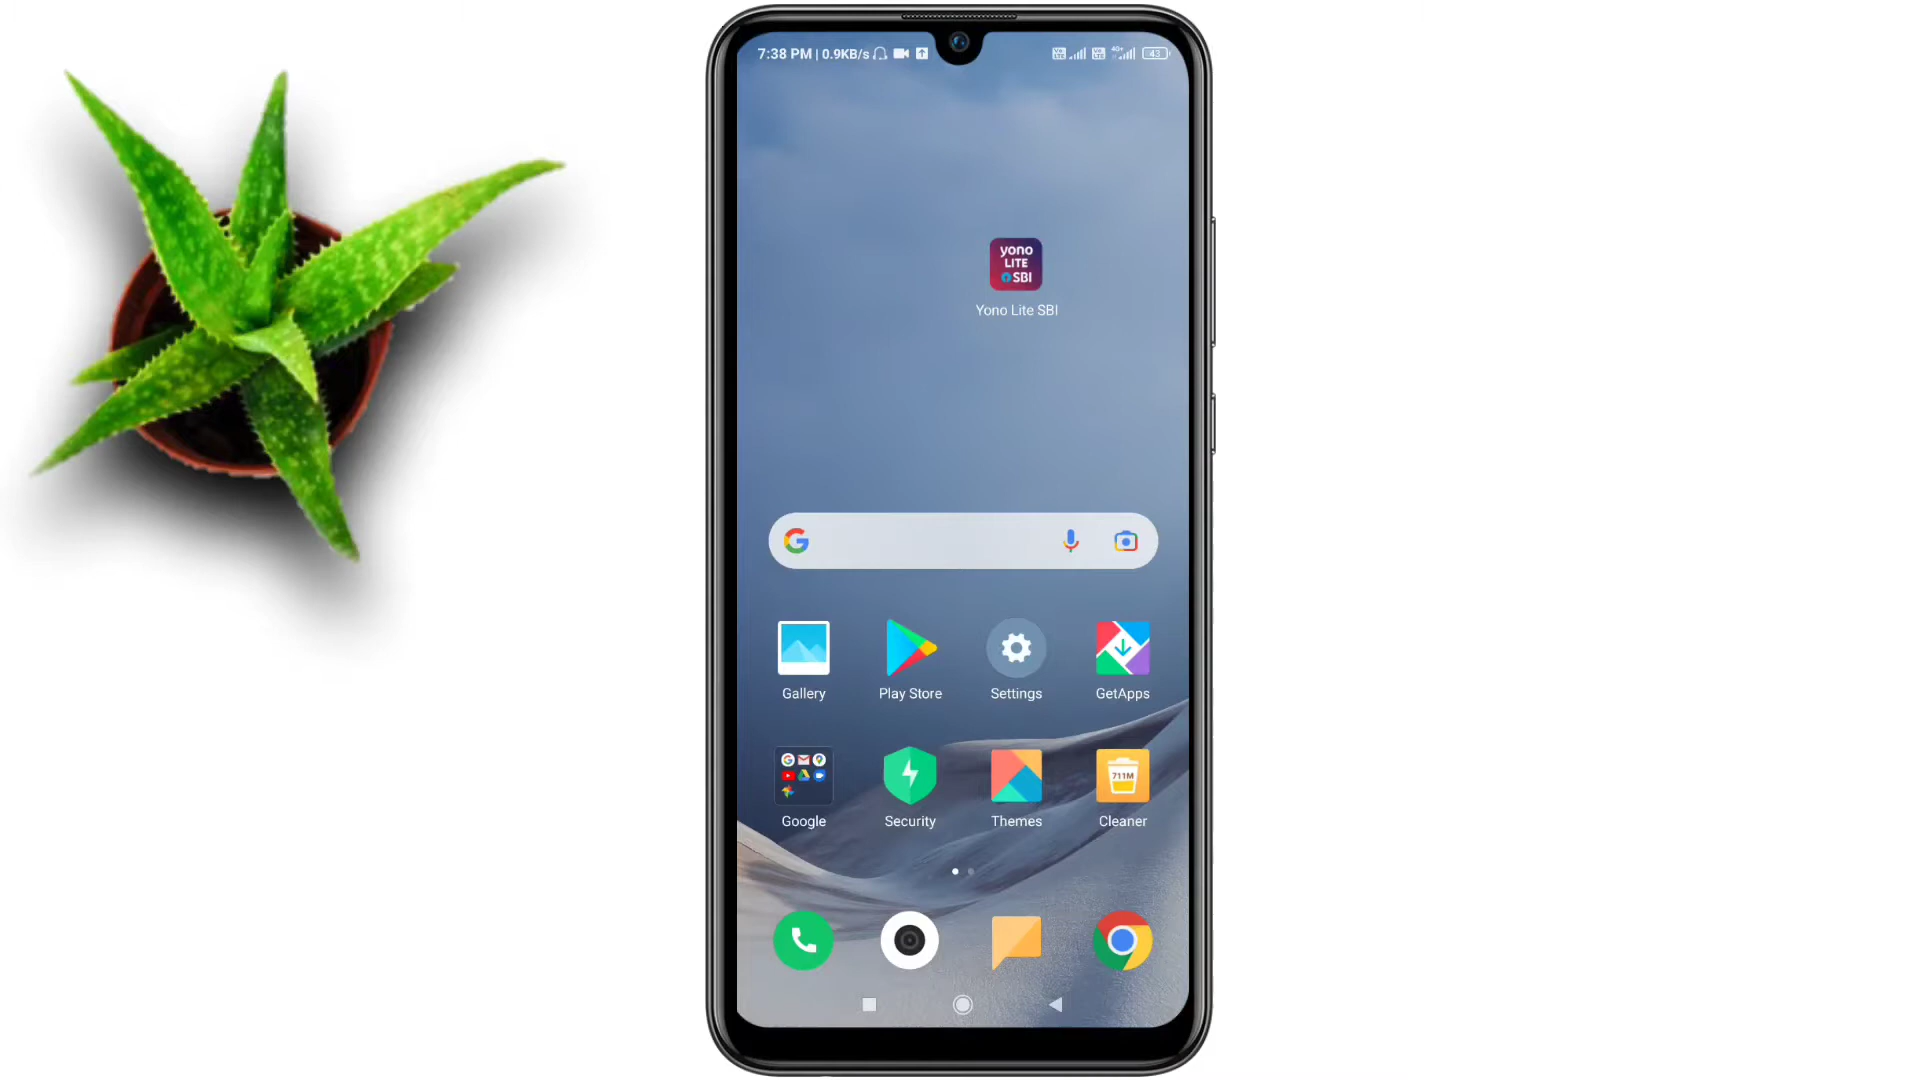 7:38 PM | 0.9KB/s
4G+
43
yono
LITE
SBI
Yono Lite SBI
Gallery
Play Store
Settings
GetApps
711M
Google
Security
Themes
Cleaner